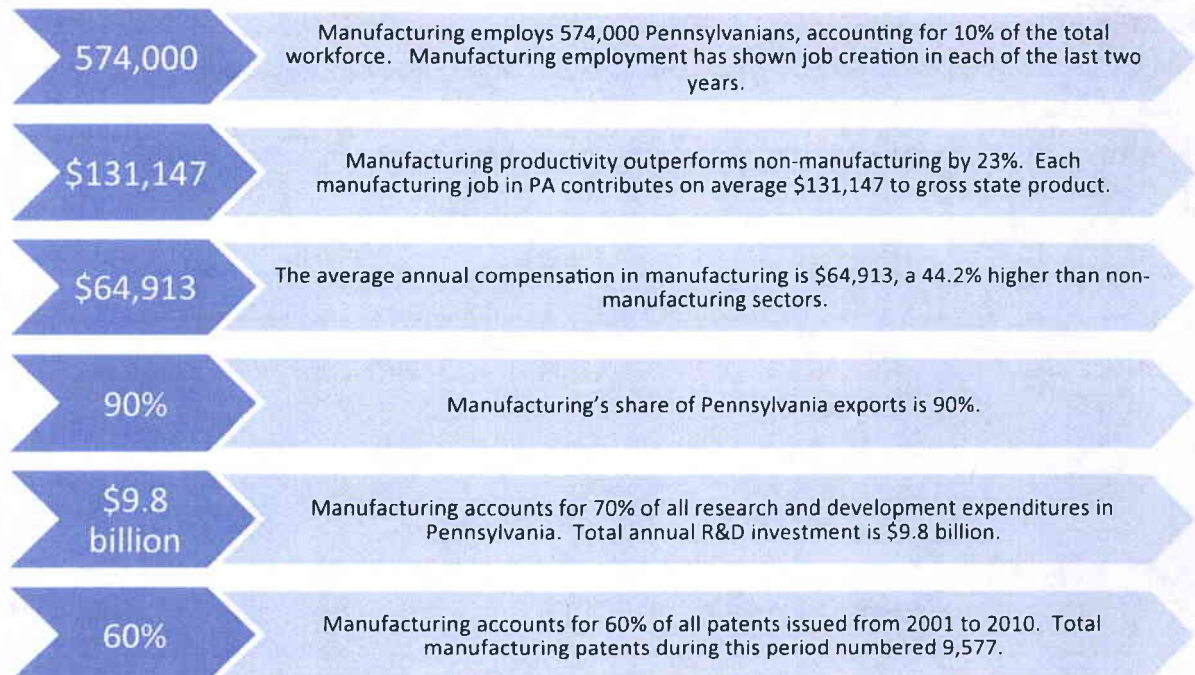 574,000
Manufacturing employs 574,000 Pennsylvanians, accounting for 10% of the total
workforce.   Manufacturing employment has shown job creation in each of the last two
years.
$131,147
Manufacturing productivity outperforms non-manufacturing by 23%.  Each
manufacturing job in PA contributes on average $131,147 to gross state product.
$64,913
The average annual compensation in manufacturing is $64,913, a 44.2% higher than non-
manufacturing sectors.
90%
Manufacturing's share of Pennsylvania exports is 90%.
$9.8
billion
Manufacturing accounts for 70% of all research and development expenditures in
Pennsylvania.  Total annual R&D investment is $9.8 billion.
60%
Manufacturing accounts for 60% of all patents issued from 2001 to 2010.  Total
manufacturing patents during this period numbered 9,577.